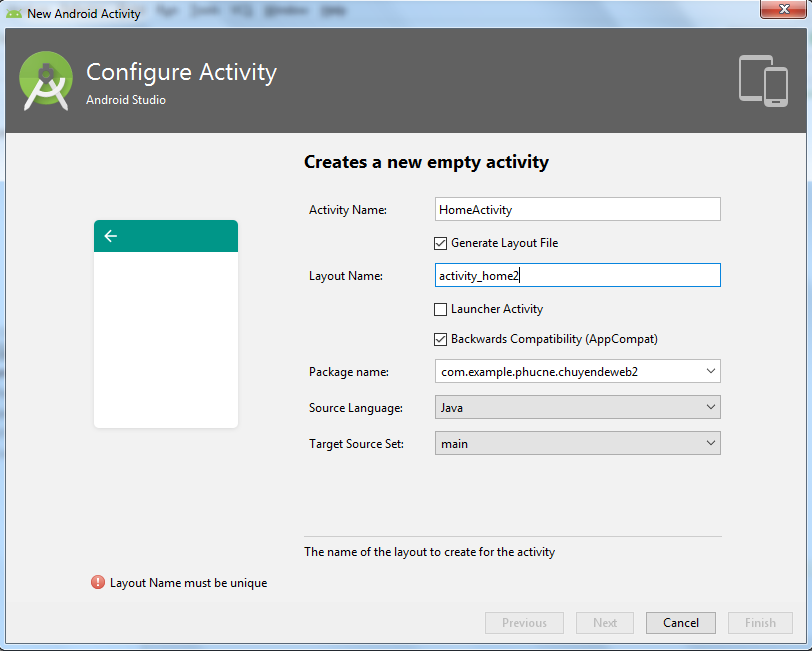 New Android Activity
Configure Activity
Android Studio
Creates a new empty activity
Activity Name: HomeActivity
Generate Layout File
Layout Name: activity_home2
Launcher Activity
Backwards Compatibility (AppCompat)
Package name: com.example.phucne.chuyendeweb2
Source Language: Java
Target Source Set: main
The name of the layout to create for the activity
Layout Name must be unique
Previous Next Cancel Finish